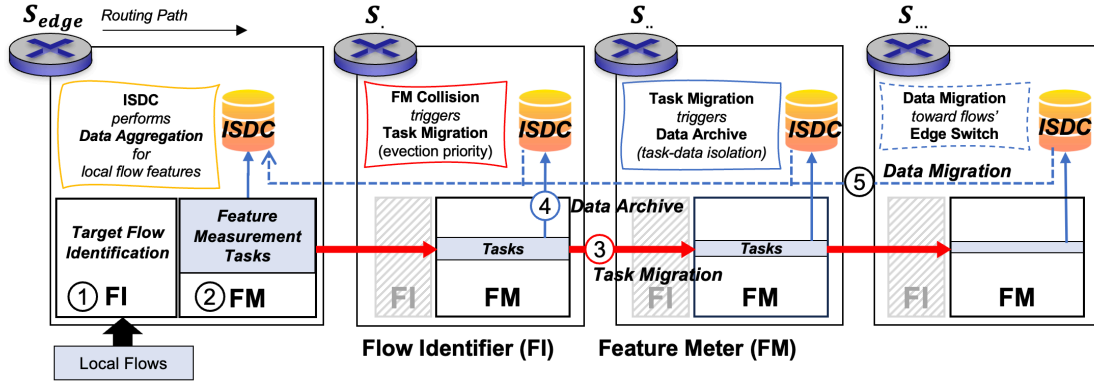 S_edge
Routing Path
S.
S..
S...
ISDC
performs
Data Aggregation
for
local flow features
ISDC
FM Collision
triggers
Task Migration
(evection priority)
ISDC
Task Migration
triggers
Data Archive
(task-data isolation)
ISDC
Data Migration
toward flows'
Edge Switch
ISDC
⑤ Data Migration
④ Data Archive
Target Flow
Identification
① FI
Feature
Measurement
Tasks
② FM
Tasks
FI
FM
③
Task Migration
Tasks
FI
FM
FI
FM
Local Flows
Flow Identifier (FI)
Feature Meter (FM)